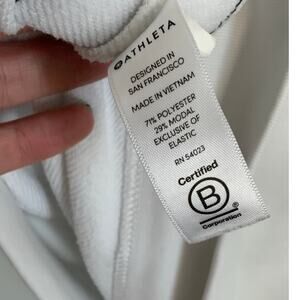 ATHLETA
DESIGNED IN
SAN FRANCISCO
MADE IN VIETNAM
71% POLYESTER
29% MODAL
EXCLUSIVE OF
ELASTIC
RN 54023
Certified
B
Corporation